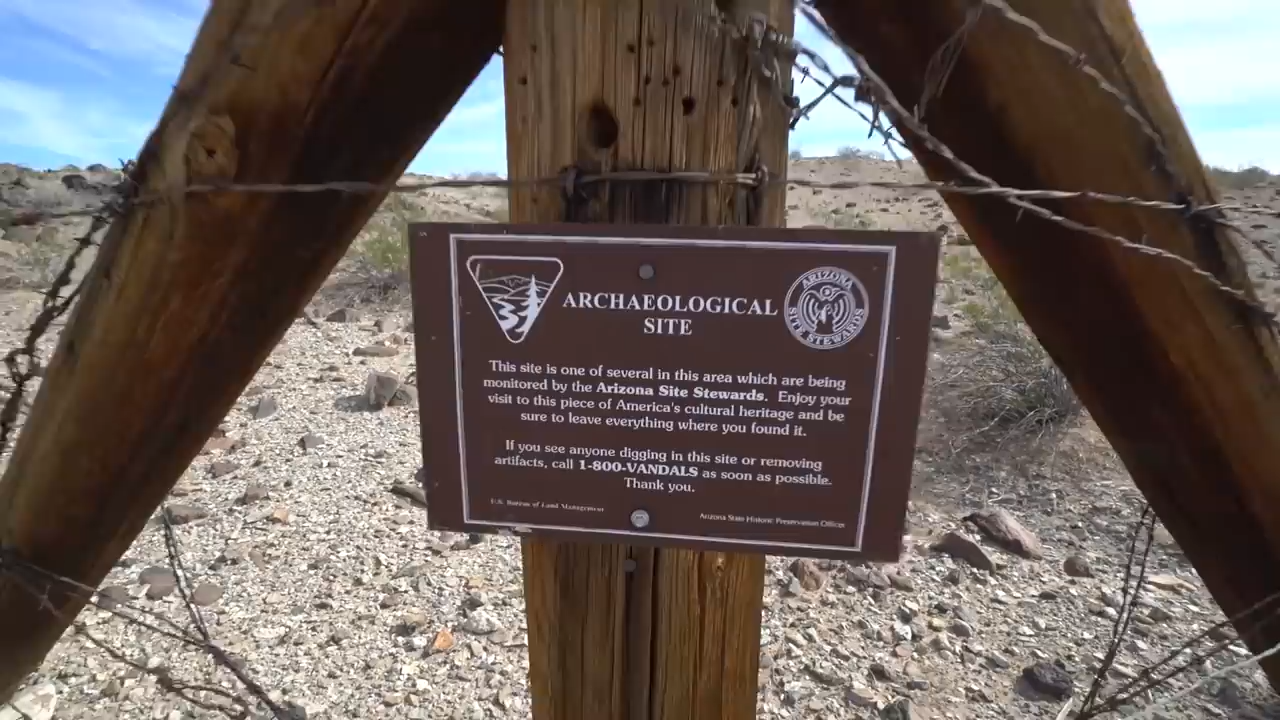 ARCHAEOLOGICAL
SITE
ARIZONA
SITE STEWARDS
This site is one of several in this area which are being
monitored by the Arizona Site Stewards. Enjoy your
visit to this piece of America's cultural heritage and be
sure to leave everything where you found it.
If you see anyone digging in this site or removing
artifacts, call 1-800-VANDALS as soon as possible.
Thank you.
U.S. Bureau of Land Management
Arizona State Historic Preservation Officer